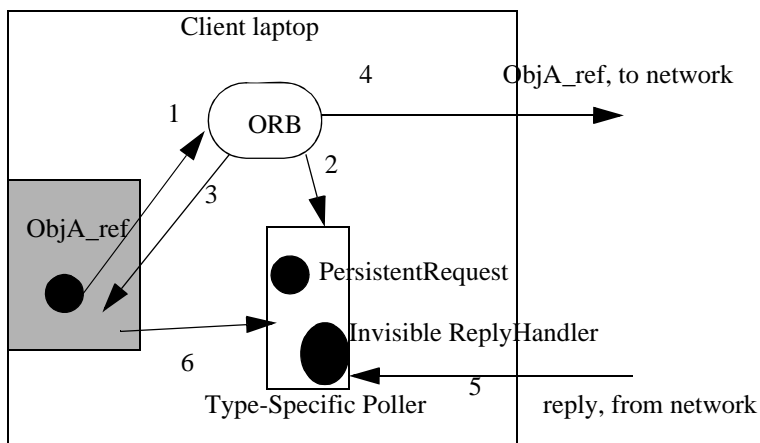 Client laptop
4
ObjA_ref, to network
1
ORB
2
3
ObjA_ref
PersistentRequest
Invisible ReplyHandler
6
5
Type-Specific Poller
reply, from network